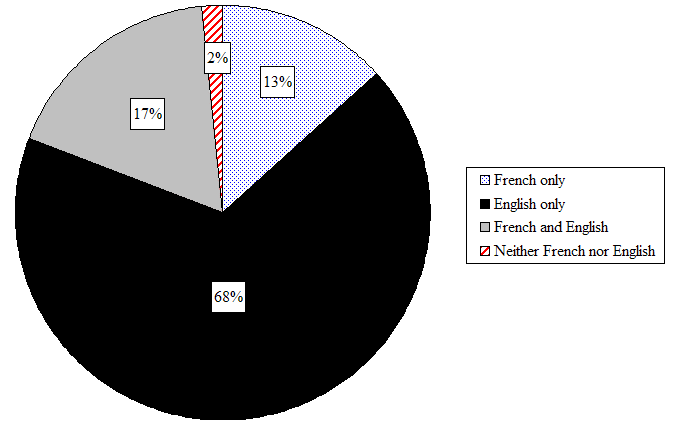 2%
13%
17%
68%
French only
English only
French and English
Neither French nor English